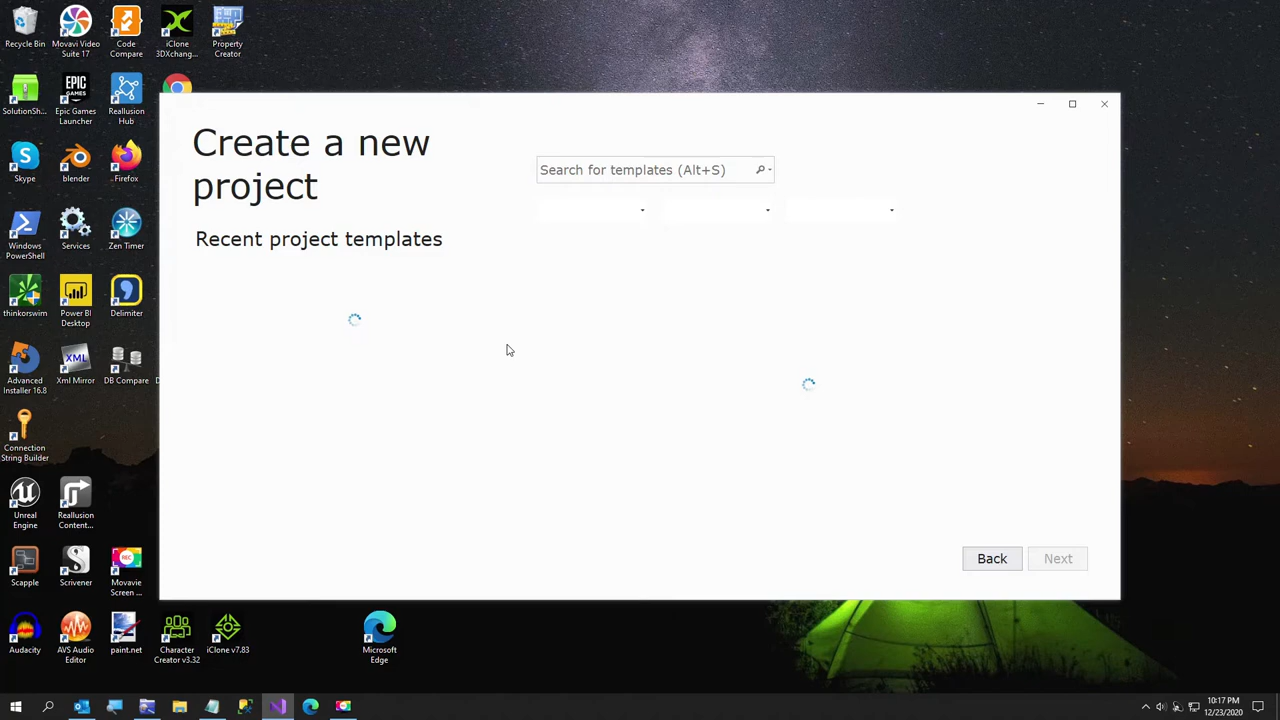 Recycle Bin
Movavi Video
Suite 17
Code
Compare
iClone
3DXchang...
Property
Creator
SolutionSh...
EPIC
GAMES
Epic Games
Launcher
Reallusion
Hub
Create a new
project
Search for templates (Alt+S)
Recent project templates
Skype
blender
Firefox
Windows
PowerShell
Services
Zen Timer
thinkorswim
Power BI
Desktop
Delimiter
Advanced
Installer 16.8
XML
Xml Mirror
DB Compare
Connection
String Builder
Unreal
Engine
Reallusion
Content...
Back
Next
Scapple
Scrivener
REC
Movavie
Screen ...
Audacity
AVS Audio
Editor
paint.net
Character
Creator v3.32
iClone v7.83
Microsoft
Edge
10:17 PM
12/23/2020